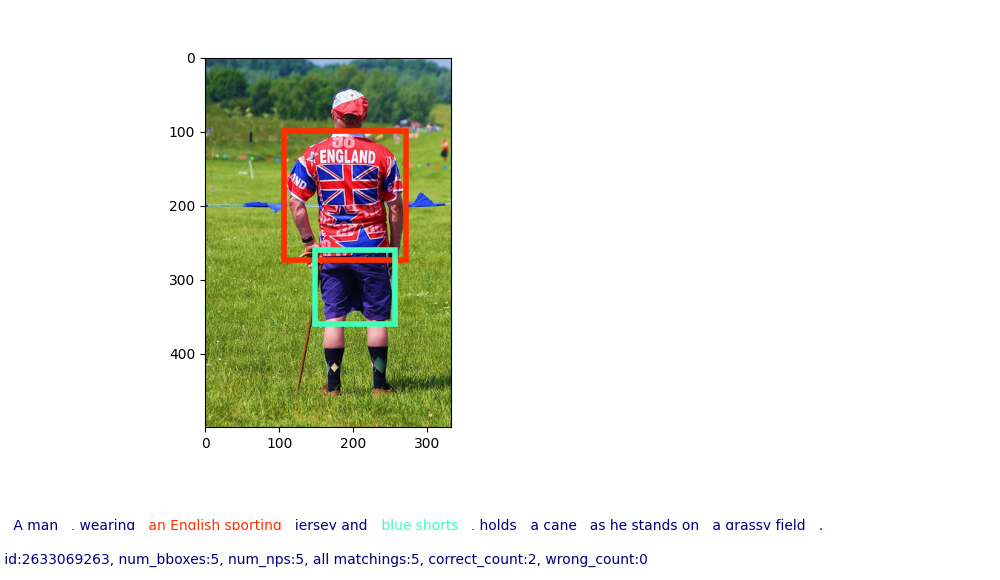 0
100
200
300
400
0 100 200 300
98
ENGLAND
AND
A man , wearing an English sporting jersey and blue shorts , holds a cane as he stands on a grassy field .
id:2633069263, num_bboxes:5, num_nps:5, all matchings:5, correct_count:2, wrong_count:0